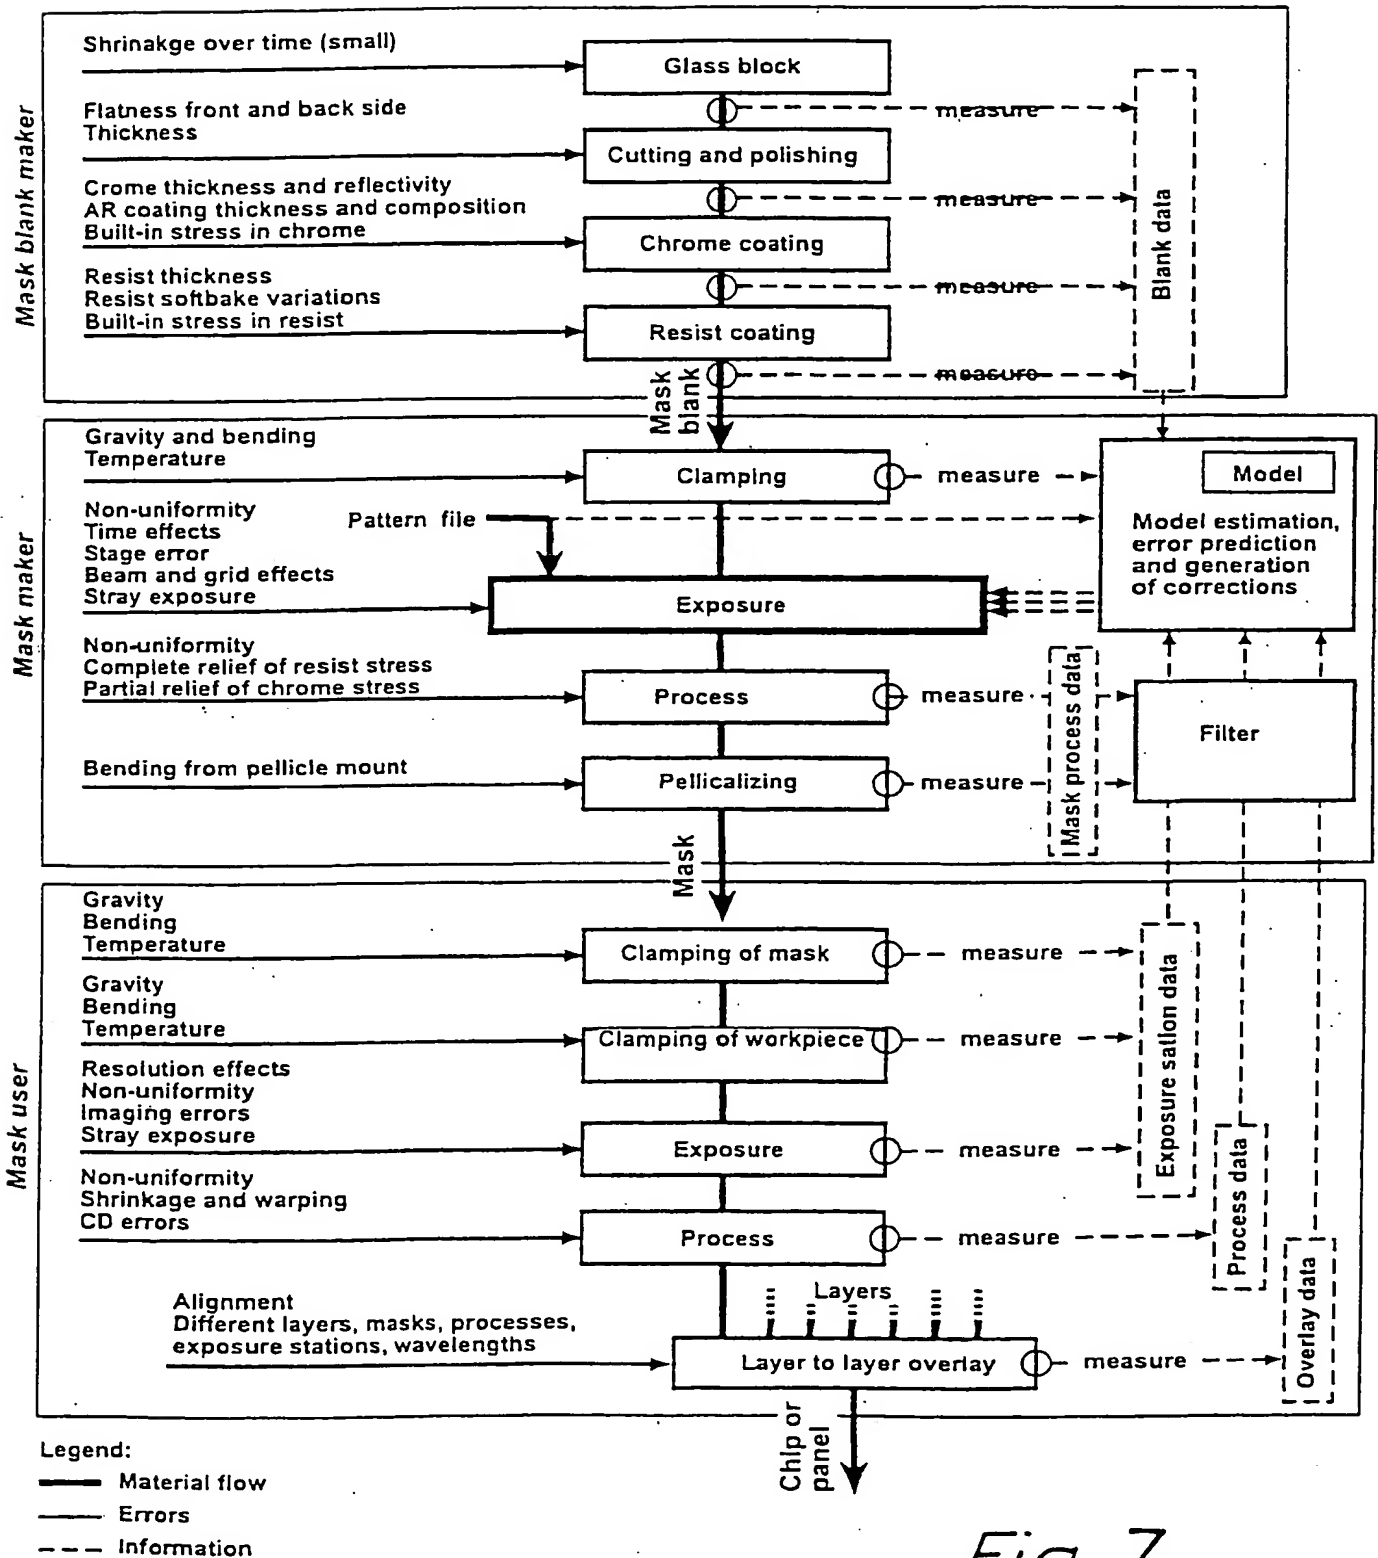 Mask blank maker
Shrinakge over time (small)
Glass block
measure
Flatness front and back side
Thickness
Cutting and polishing
measure
Crome thickness and reflectivity
AR coating thickness and composition
Built-in stress in chrome
Chrome coating
measure
Resist thickness
Resist softbake variations
Built-in stress in resist
Resist coating
measure
Blank data
Mask
blank
Mask maker
Gravity and bending
Temperature
Clamping
measure
Model
Model estimation,
error prediction
and generation
of corrections
Non-uniformity
Time effects
Stage error
Beam and grid effects
Stray exposure
Pattern file
Exposure
Non-uniformity
Complete relief of resist stress
Partial relief of chrome stress
Process
measure
Mask process data
Filter
Bending from pellicle mount
Pellicalizing
measure
Mask
Mask user
Gravity
Bending
Temperature
Clamping of mask
measure
Gravity
Bending
Temperature
Clamping of workpiece
measure
Exposure sation data
Resolution effects
Non-uniformity
Imaging errors
Stray exposure
Exposure
measure
Non-uniformity
Shrinkage and warping
CD errors
Process
measure
Process data
Layers
Alignment
Different layers, masks, processes,
exposure stations, wavelengths
Layer to layer overlay
measure
Overlay data
Chip or
panel
Legend:
Material flow
Errors
Information
Fig. 7